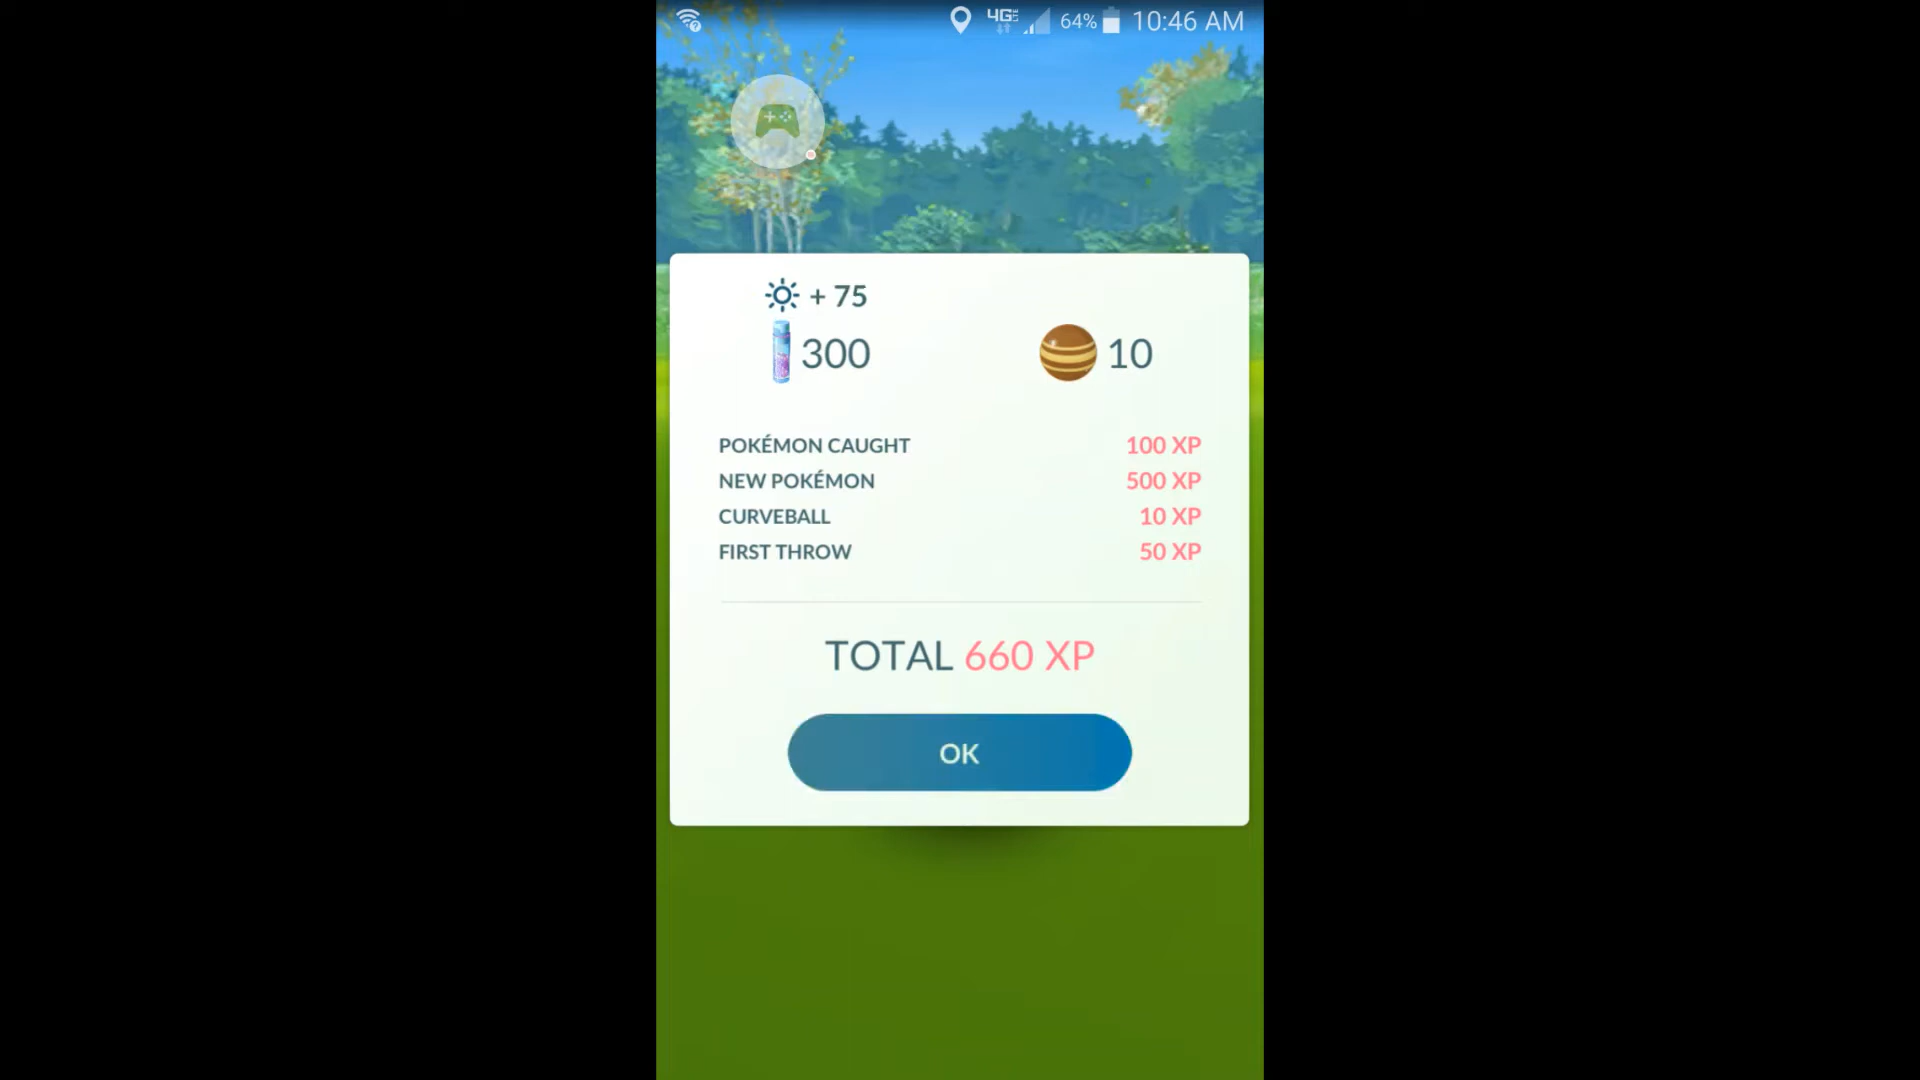 4G LTE 64% 10:46 AM
+ 75
300 10
POKÉMON CAUGHT 100 XP
NEW POKÉMON 500 XP
CURVEBALL 10 XP
FIRST THROW 50 XP
TOTAL 660 XP
OK